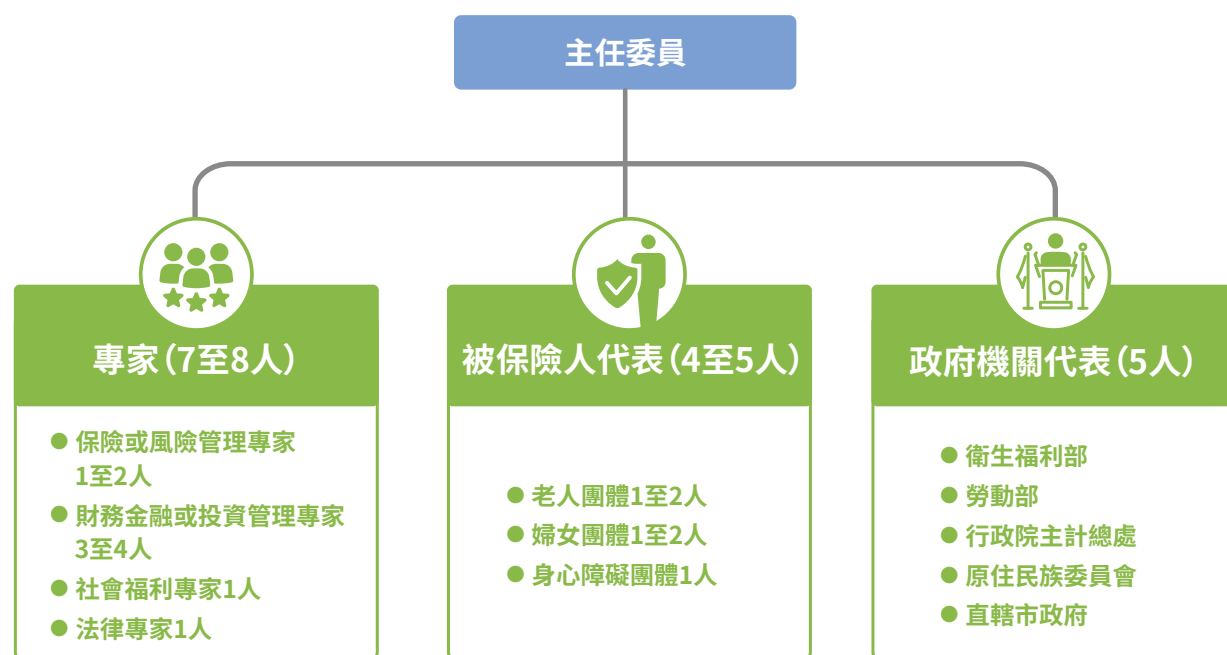 主任委員
專家(7至8人)
● 保險或風險管理專家
1至2人
● 財務金融或投資管理專家
3至4人
● 社會福利專家1人
● 法律專家1人
被保險人代表(4至5人)
● 老人團體1至2人
● 婦女團體1至2人
● 身心障礙團體1人
政府機關代表(5人)
● 衛生福利部
● 勞動部
● 行政院主計總處
● 原住民族委員會
● 直轄市政府